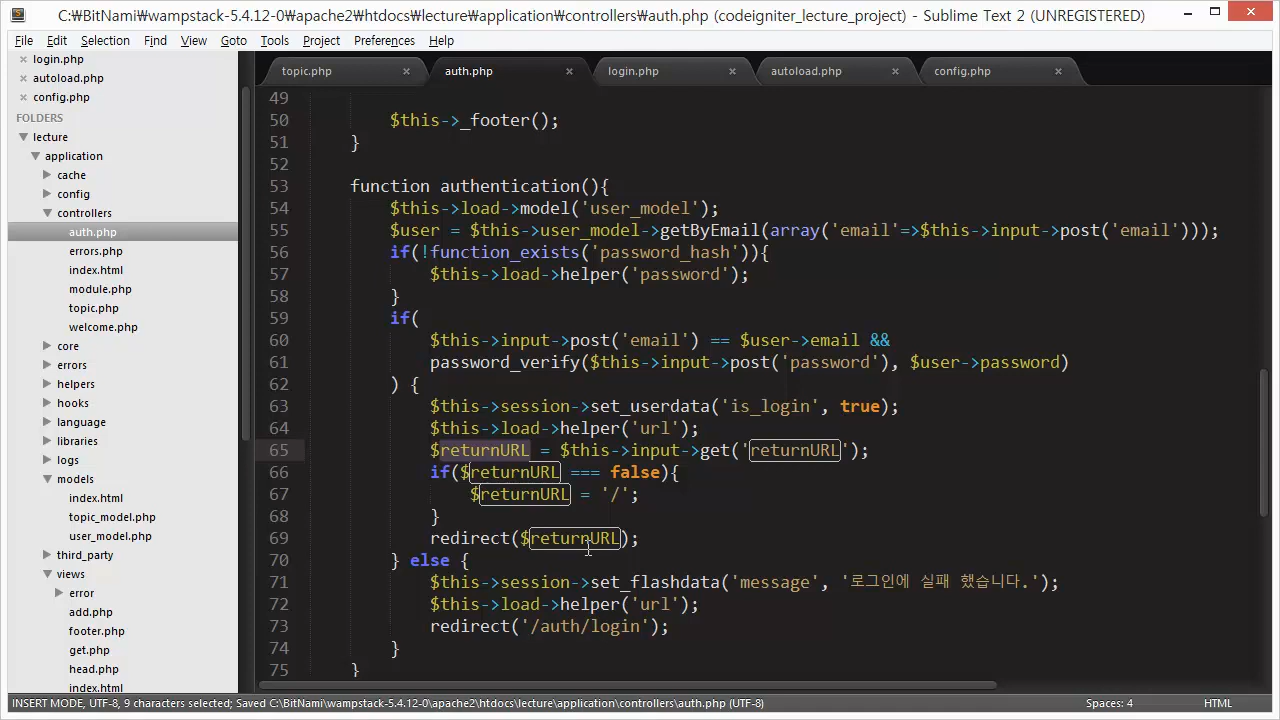 C:₩BitNami₩wampstack-5.4.12-0₩apache2₩htdocs₩lecture₩application₩controllers₩auth.php (codeigniter_lecture_project) - Sublime Text 2 (UNREGISTERED)
File Edit Selection Find View Goto Tools Project Preferences Help
login.php
autoload.php
config.php
FOLDERS
lecture
application
cache
config
controllers
auth.php
errors.php
index.html
module.php
topic.php
welcome.php
core
errors
helpers
hooks
language
libraries
logs
models
index.html
topic_model.php
user_model.php
third_party
views
error
add.php
footer.php
get.php
head.php
index.html
topic.php auth.php login.php autoload.php config.php
49
50 $this->_footer();
51 }
52
53 function authentication(){
54 $this->load->model('user_model');
55 $user = $this->user_model->getByEmail(array('email'=>$this->input->post('email')));
56 if(!function_exists('password_hash')){
57 $this->load->helper('password');
58 }
59 if(
60 $this->input->post('email') == $user->email &&
61 password_verify($this->input->post('password'), $user->password)
62 ) {
63 $this->session->set_userdata('is_login', true);
64 $this->load->helper('url');
65 $returnURL = $this->input->get('returnURL');
66 if($returnURL === false){
67 $returnURL = '/';
68 }
69 redirect($returnURL);
70 } else {
71 $this->session->set_flashdata('message', '로그인에 실패 했습니다.');
72 $this->load->helper('url');
73 redirect('/auth/login');
74 }
75 }
INSERT MODE, UTF-8, 9 characters selected; Saved C:\BitNami\wampstack-5.4.12-0\apache2\htdocs\lecture\application\controllers\auth.php (UTF-8) Spaces: 4 HTML